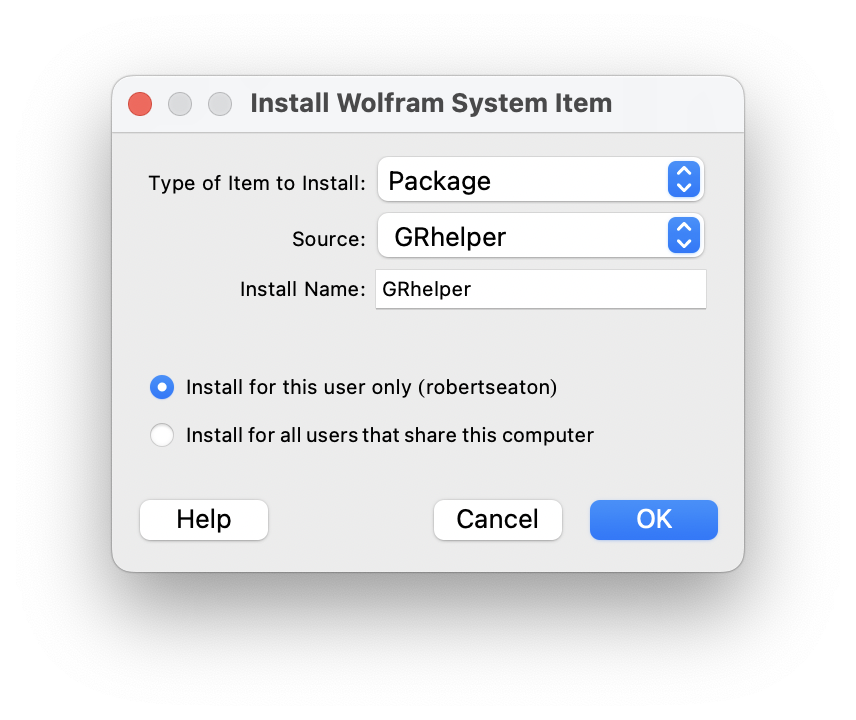 Install Wolfram System Item
Type of Item to Install: Package
Source: GRhelper
Install Name: GRhelper
Install for this user only (robertseaton)
Install for all users that share this computer
Help Cancel OK